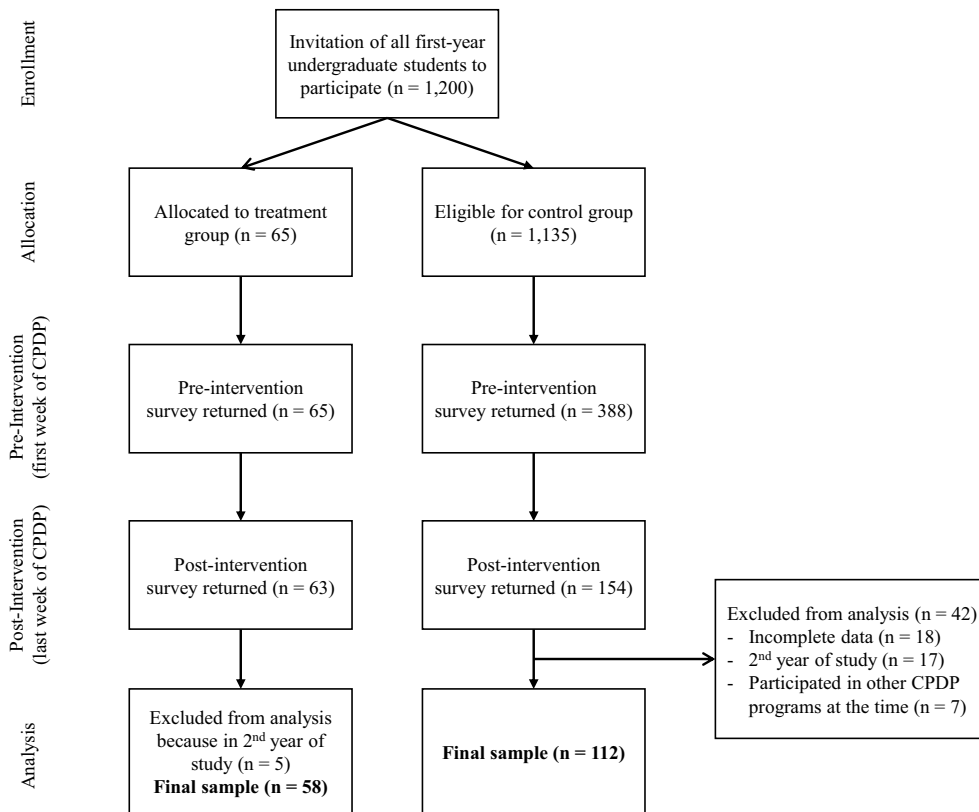 Enrollment
Invitation of all first-year
undergraduate students to
participate (n = 1,200)
Allocation
Allocated to treatment
group (n = 65)
Eligible for control group
(n = 1,135)
Pre-Intervention
(first week of CPDP)
Pre-intervention
survey returned (n = 65)
Pre-intervention
survey returned (n = 388)
Post-Intervention
(last week of CPDP)
Post-intervention
survey returned (n = 63)
Post-intervention
survey returned (n = 154)
Excluded from analysis (n = 42)
- Incomplete data (n = 18)
- 2nd year of study (n = 17)
- Participated in other CPDP
programs at the time (n = 7)
Analysis
Excluded from analysis
because in 2nd year of
study (n = 5)
Final sample (n = 58)
Final sample (n = 112)